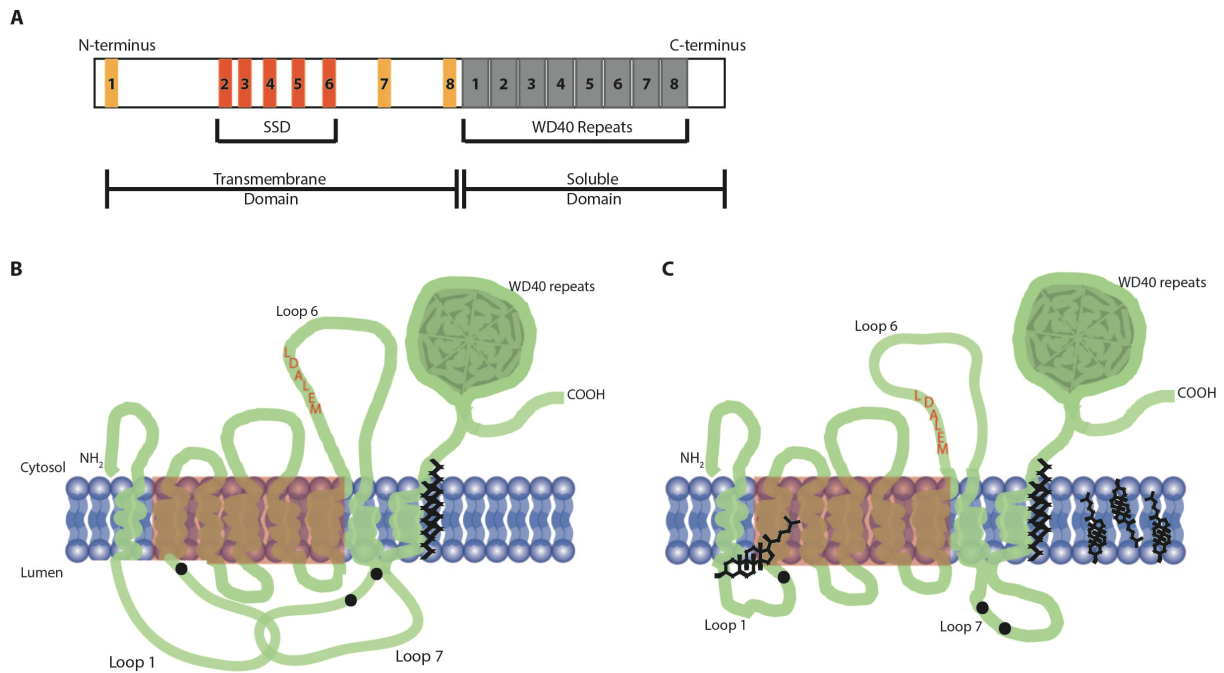 A
N-terminus
C-terminus
1 2 3 4 5 6 7 8 1 2 3 4 5 6 7 8
SSD
WD40 Repeats
Transmembrane
Domain
Soluble
Domain
B
WD40 repeats
Loop 6
LDALEM
COOH
NH2
Cytosol
Lumen
Loop 1
Loop 7
C
WD40 repeats
Loop 6
LDALEM
COOH
NH2
Loop 1
Loop 7